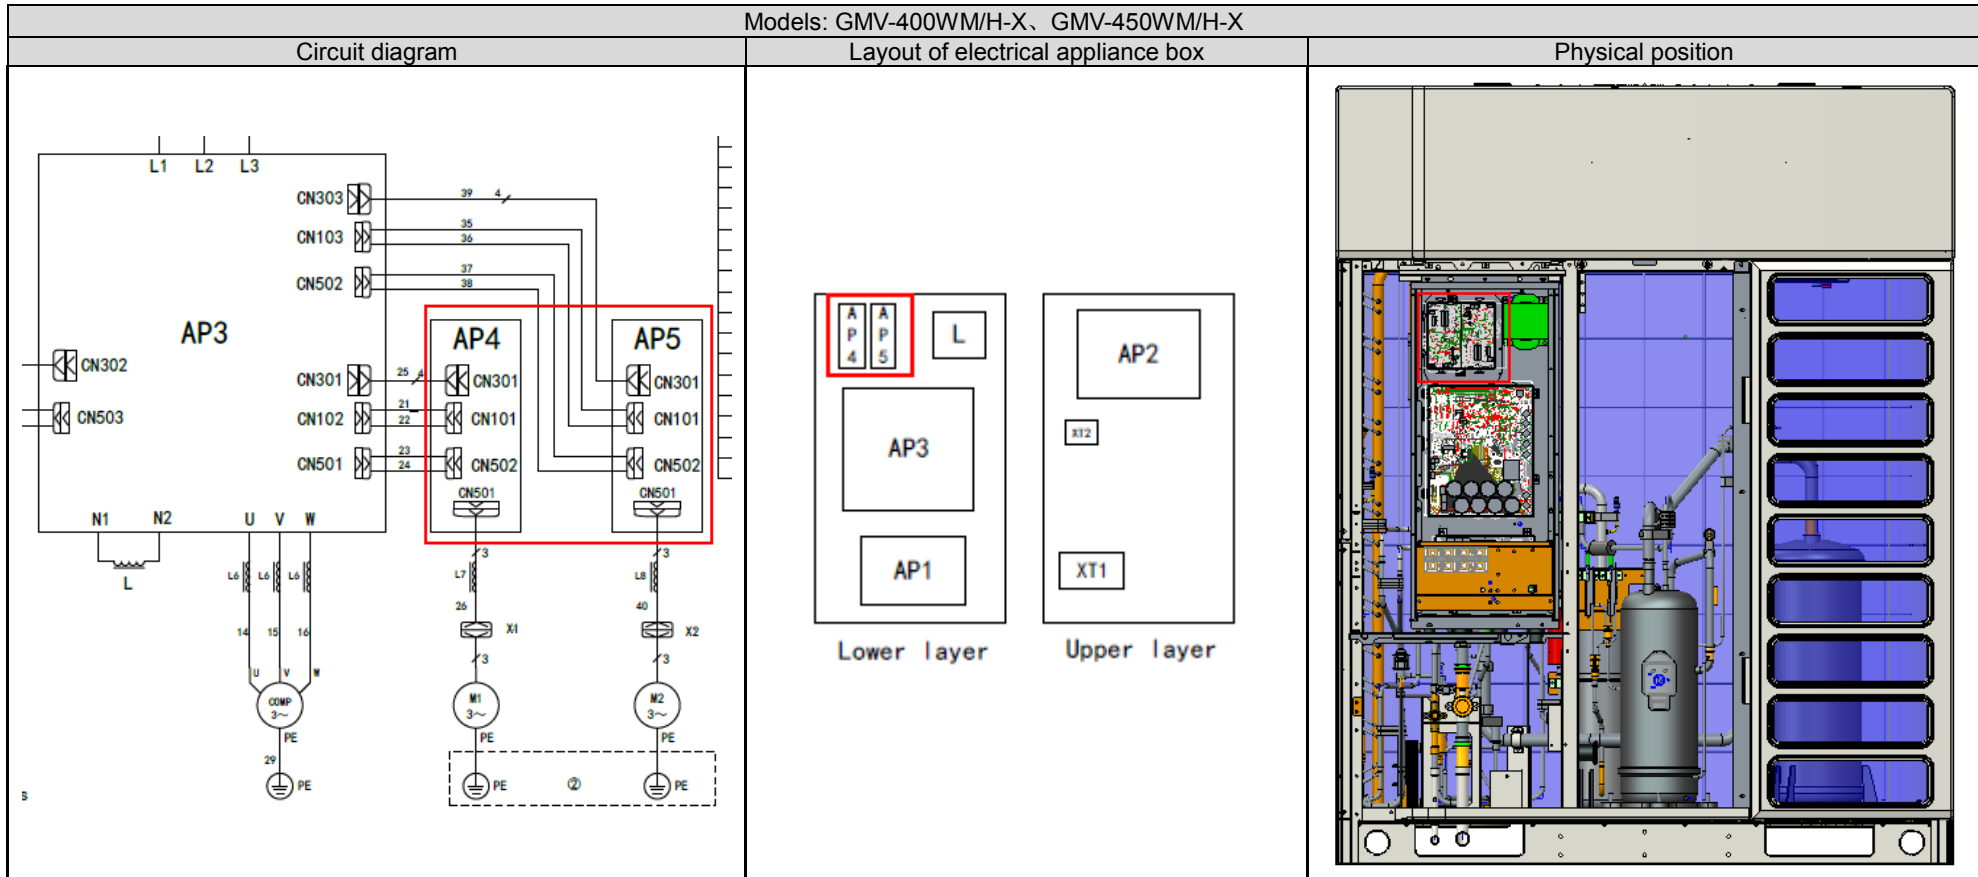 Models: GMV-400WM/H-X、GMV-450WM/H-X
Circuit diagram
Layout of electrical appliance box
Physical position
L1 L2 L3
CN303
39 4
CN103
35
36
CN502
37
38
AP3
AP4
AP5
CN302
CN301
25 4
CN301
CN301
CN503
CN102
21
22
CN101
CN101
CN501
23
24
CN502
CN502
CN501
CN501
N1 N2 U V W
L
L6 L6 L6
3
L7
26
3
L8
40
14 15 16
X1
X2
3
3
U V W
COMP
3~
M1
3~
M2
3~
PE
PE
PE
29
PE
PE
②
PE
s
AP4
AP5
L
AP3
AP1
Lower layer
AP2
XT2
XT1
Upper layer